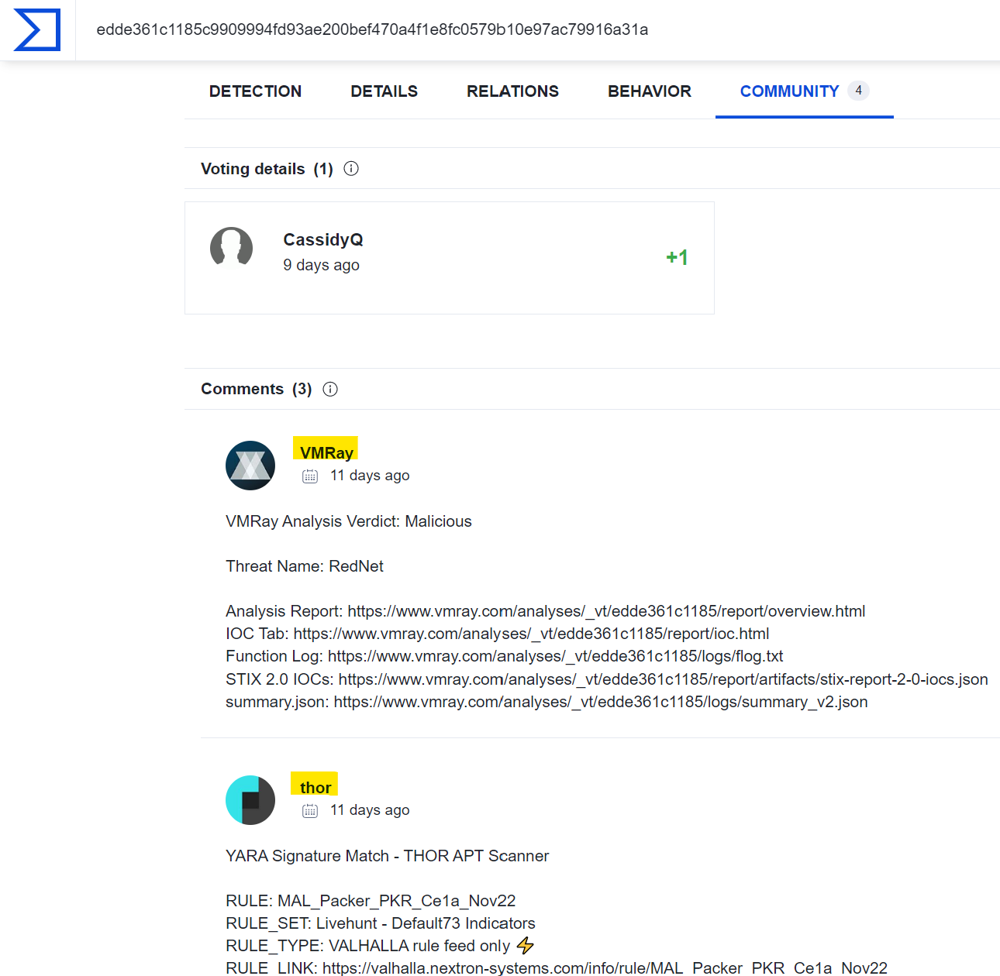 edde361c1185c9909994fd93ae200bef470a4f1e8fc0579b10e97ac79916a31a
DETECTION DETAILS RELATIONS BEHAVIOR COMMUNITY 4
Voting details (1)
CassidyQ
9 days ago
+1
Comments (3)
VMRay
11 days ago
VMRay Analysis Verdict: Malicious
Threat Name: RedNet
Analysis Report: https://www.vmray.com/analyses/_vt/edde361c1185/report/overview.html
IOC Tab: https://www.vmray.com/analyses/_vt/edde361c1185/report/ioc.html
Function Log: https://www.vmray.com/analyses/_vt/edde361c1185/logs/flog.txt
STIX 2.0 IOCs: https://www.vmray.com/analyses/_vt/edde361c1185/report/artifacts/stix-report-2-0-iocs.json
summary.json: https://www.vmray.com/analyses/_vt/edde361c1185/logs/summary_v2.json
thor
11 days ago
YARA Signature Match - THOR APT Scanner
RULE: MAL_Packer_PKR_Ce1a_Nov22
RULE_SET: Livehunt - Default73 Indicators
RULE_TYPE: VALHALLA rule feed only ⚡
RULE_LINK: https://valhalla.nextron-systems.com/info/rule/MAL_Packer_PKR_Ce1a_Nov22